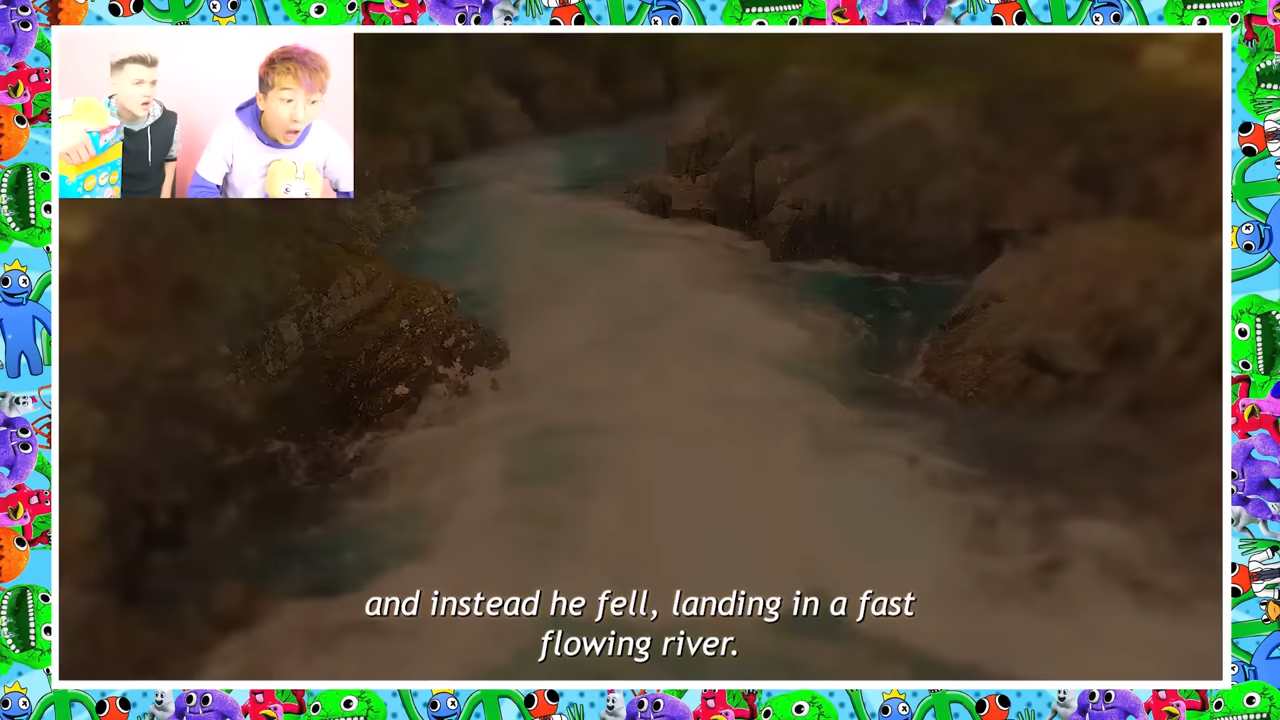 and instead he fell, landing in a fast
flowing river.